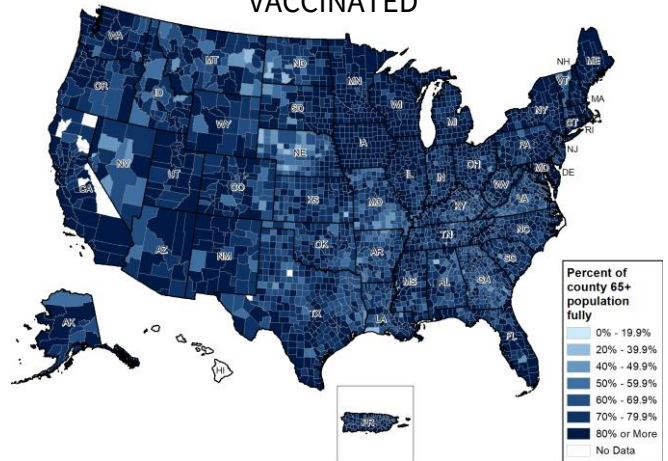 VACCINATED
WA
MT
ND
MN
ME
NH
VT
OR
ID
SD
WI
MI
NY
MA
WY
CT
RI
IA
NE
PA
NJ
NV
UT
CO
IL
IN
OH
MD
DE
CA
WV
VA
KS
MO
KY
NC
TN
AZ
NM
OK
AR
SC
MS
AL
GA
TX
LA
FL
AK
HI
PR
Percent of
county 65+
population
fully
0% - 19.9%
20% - 39.9%
40% - 49.9%
50% - 59.9%
60% - 69.9%
70% - 79.9%
80% or More
No Data